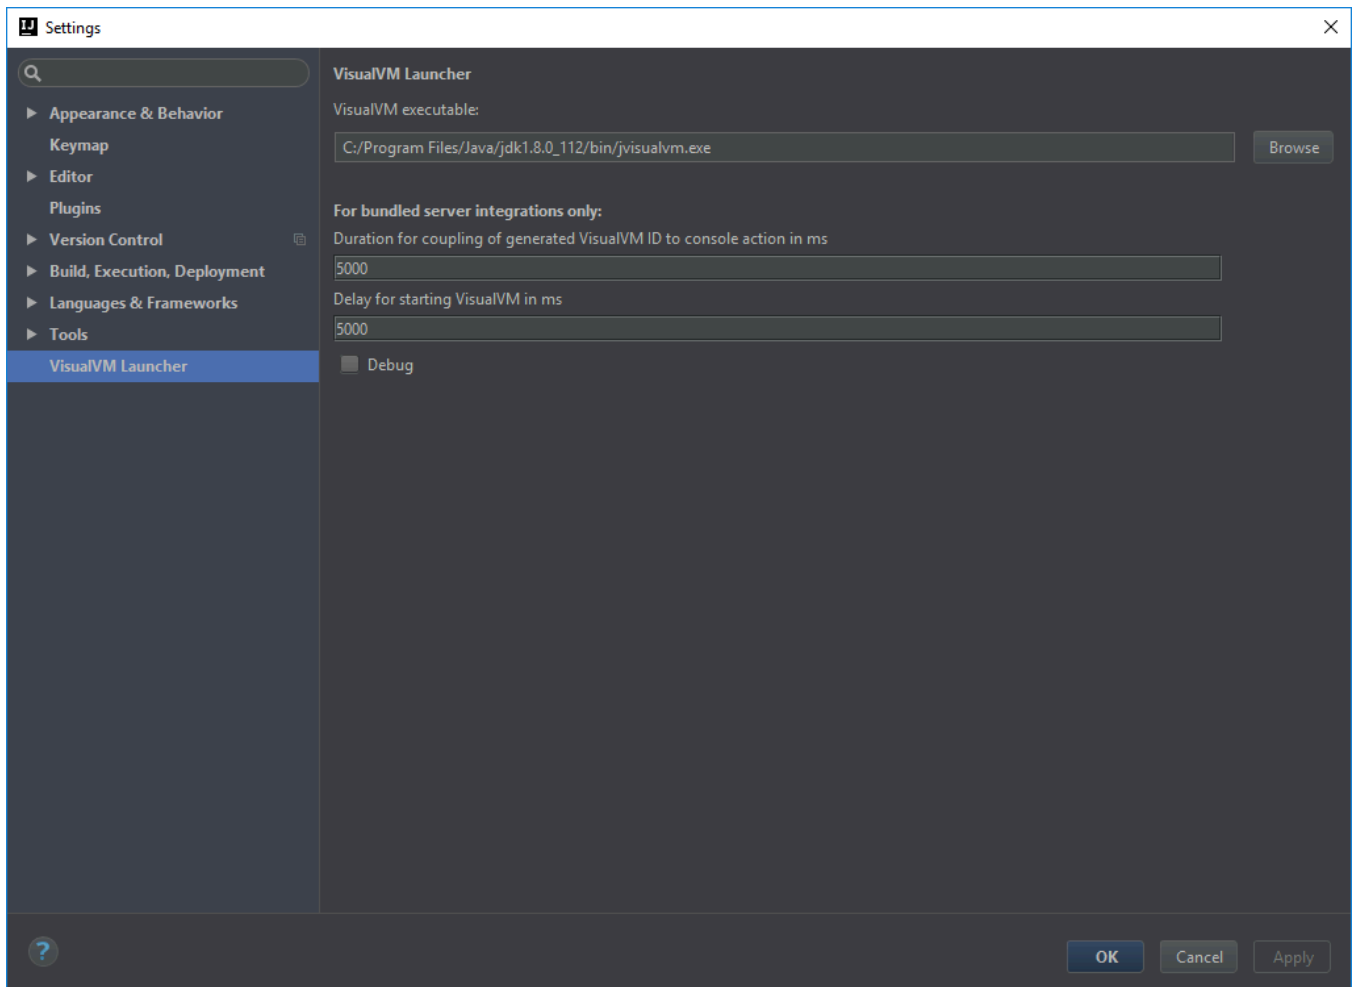 IJ Settings
Appearance & Behavior
Keymap
Editor
Plugins
Version Control
Build, Execution, Deployment
Languages & Frameworks
Tools
VisualVM Launcher
VisualVM Launcher
VisualVM executable:
C:/Program Files/Java/jdk1.8.0_112/bin/jvisualvm.exe Browse
For bundled server integrations only:
Duration for coupling of generated VisualVM ID to console action in ms
5000
Delay for starting VisualVM in ms
5000
Debug
? OK Cancel Apply